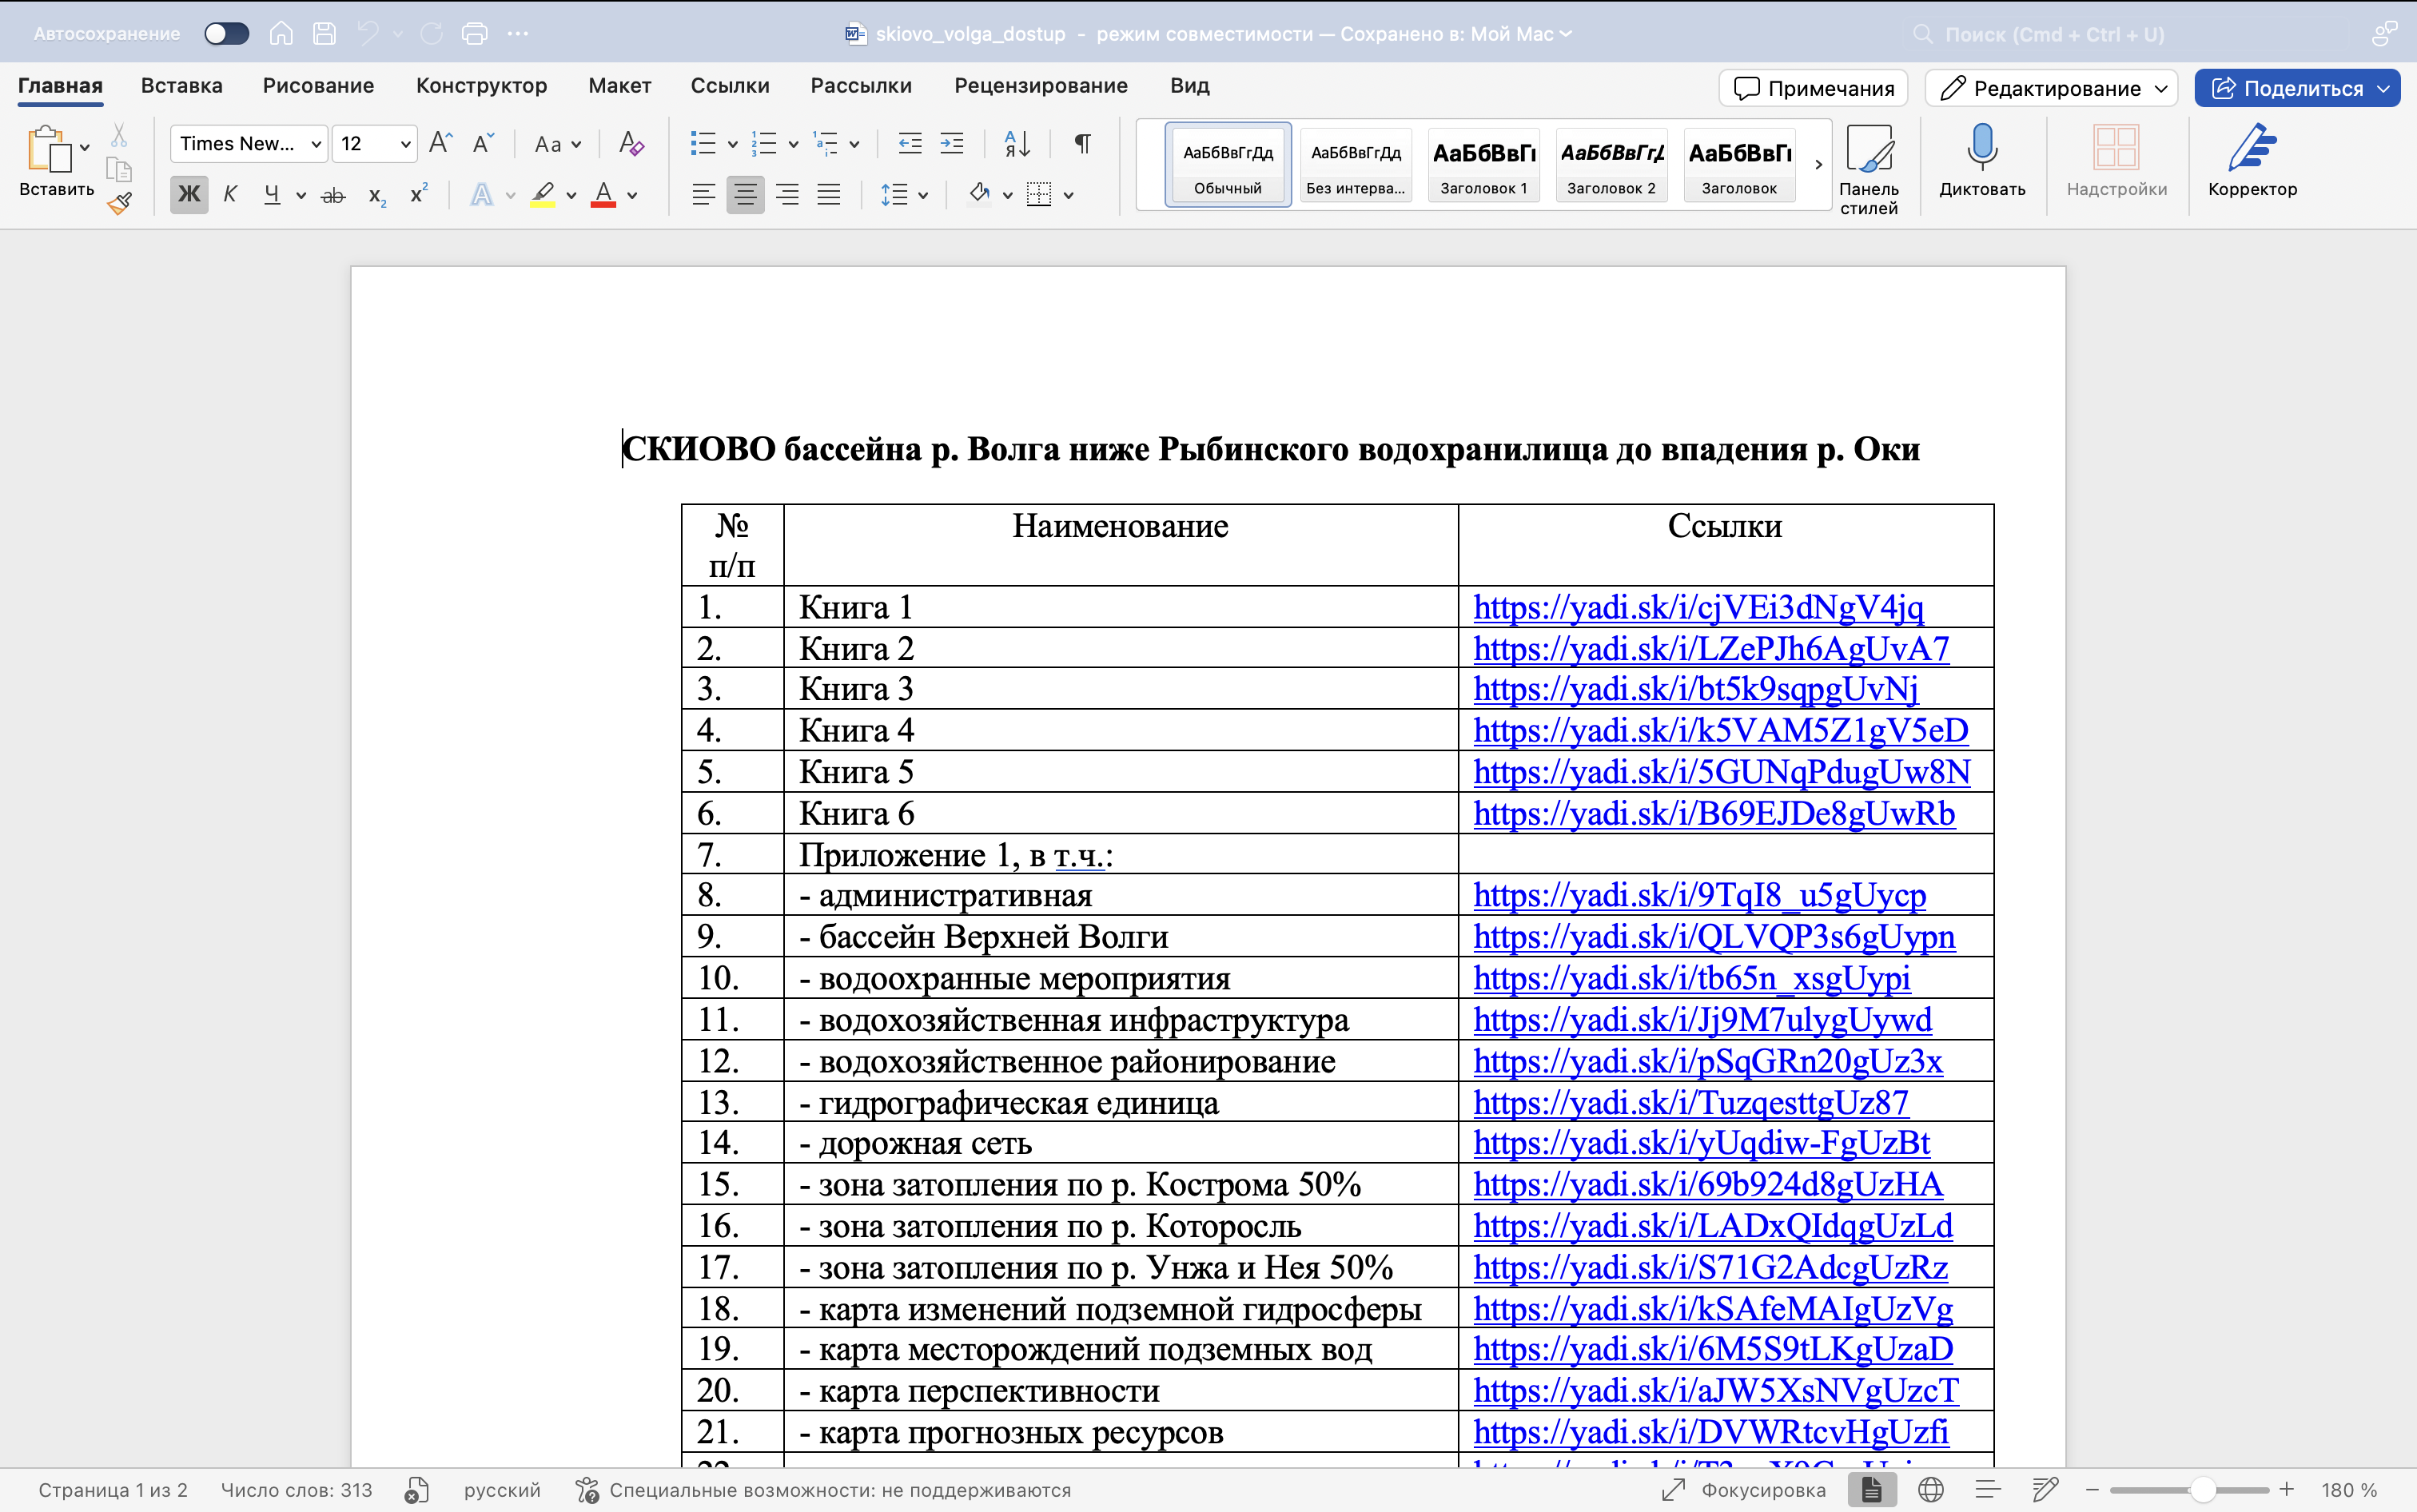 Автосохранение
skiovo_volga_dostup - режим совместимости — Сохранено в: Мой Mac
Поиск (Cmd + Ctrl + U)
Главная Вставка Рисование Конструктор Макет Ссылки Рассылки Рецензирование Вид
Примечания Редактирование Поделиться
Вставить
Times New... 12
АаБбВвГгДд Обычный
АаБбВвГгДд Без интерва...
Заголовок 1
Заголовок 2
Заголовок
Панель стилей
Диктовать
Надстройки
Корректор
СКИОВО бассейна р. Волга ниже Рыбинского водохранилища до впадения р. Оки
№ п/п Наименование Ссылки
1. Книга 1 https://yadi.sk/i/cjVEi3dNgV4jq
2. Книга 2 https://yadi.sk/i/LZePJh6AgUvA7
3. Книга 3 https://yadi.sk/i/bt5k9sqpgUvNj
4. Книга 4 https://yadi.sk/i/k5VAM5Z1gV5eD
5. Книга 5 https://yadi.sk/i/5GUNqPdugUw8N
6. Книга 6 https://yadi.sk/i/B69EJDe8gUwRb
7. Приложение 1, в т.ч.:
8. - административная https://yadi.sk/i/9TqI8_u5gUycp
9. - бассейн Верхней Волги https://yadi.sk/i/QLVQP3s6gUypn
10. - водоохранные мероприятия https://yadi.sk/i/tb65n_xsgUypi
11. - водохозяйственная инфраструктура https://yadi.sk/i/Jj9M7ulygUywd
12. - водохозяйственное районирование https://yadi.sk/i/pSqGRn20gUz3x
13. - гидрографическая единица https://yadi.sk/i/TuzqesttgUz87
14. - дорожная сеть https://yadi.sk/i/yUqdiw-FgUzBt
15. - зона затопления по р. Кострома 50% https://yadi.sk/i/69b924d8gUzHA
16. - зона затопления по р. Которосль https://yadi.sk/i/LADxQIdqgUzLd
17. - зона затопления по р. Унжа и Нея 50% https://yadi.sk/i/S71G2AdcgUzRz
18. - карта изменений подземной гидросферы https://yadi.sk/i/kSAfeMAIgUzVg
19. - карта месторождений подземных вод https://yadi.sk/i/6M5S9tLKgUzaD
20. - карта перспективности https://yadi.sk/i/aJW5XsNVgUzcT
21. - карта прогнозных ресурсов https://yadi.sk/i/DVWRtcvHgUzfi
Страница 1 из 2 Число слов: 313 русский Специальные возможности: не поддерживаются Фокусировка 180 %